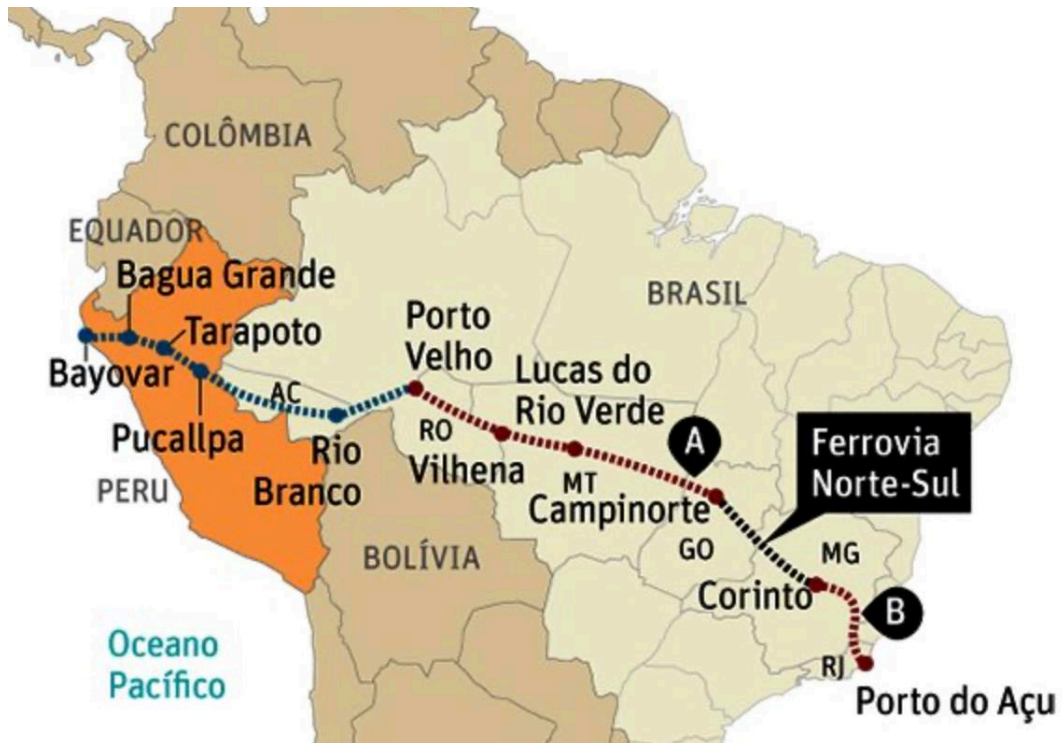 COLÔMBIA
EQUADOR
Bagua Grande
BRASIL
Tarapoto
Porto
Velho
Bayovar
Lucas do
Rio Verde
AC
Pucallpa
RO
Rio
Branco
Vilhena
A
Ferrovia
Norte-Sul
PERU
MT
Campinorte
GO
MG
BOLÍVIA
Corinto
B
Oceano
Pacífico
RJ
Porto do Açu